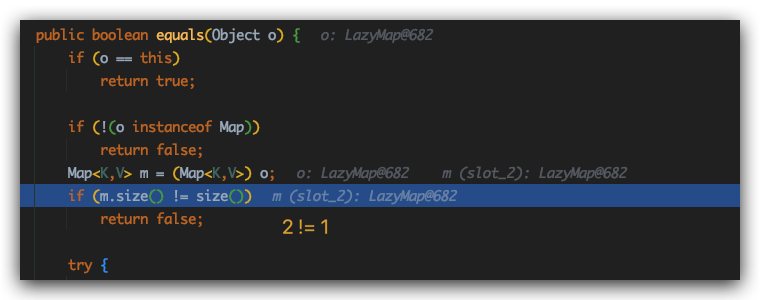 public boolean equals(Object o) { o: LazyMap@682
if (o == this)
return true;
if (!(o instanceof Map))
return false;
Map<K,V> m = (Map<K,V>) o; o: LazyMap@682 m (slot_2): LazyMap@682
if (m.size() != size()) m (slot_2): LazyMap@682
return false; 2 != 1
try {